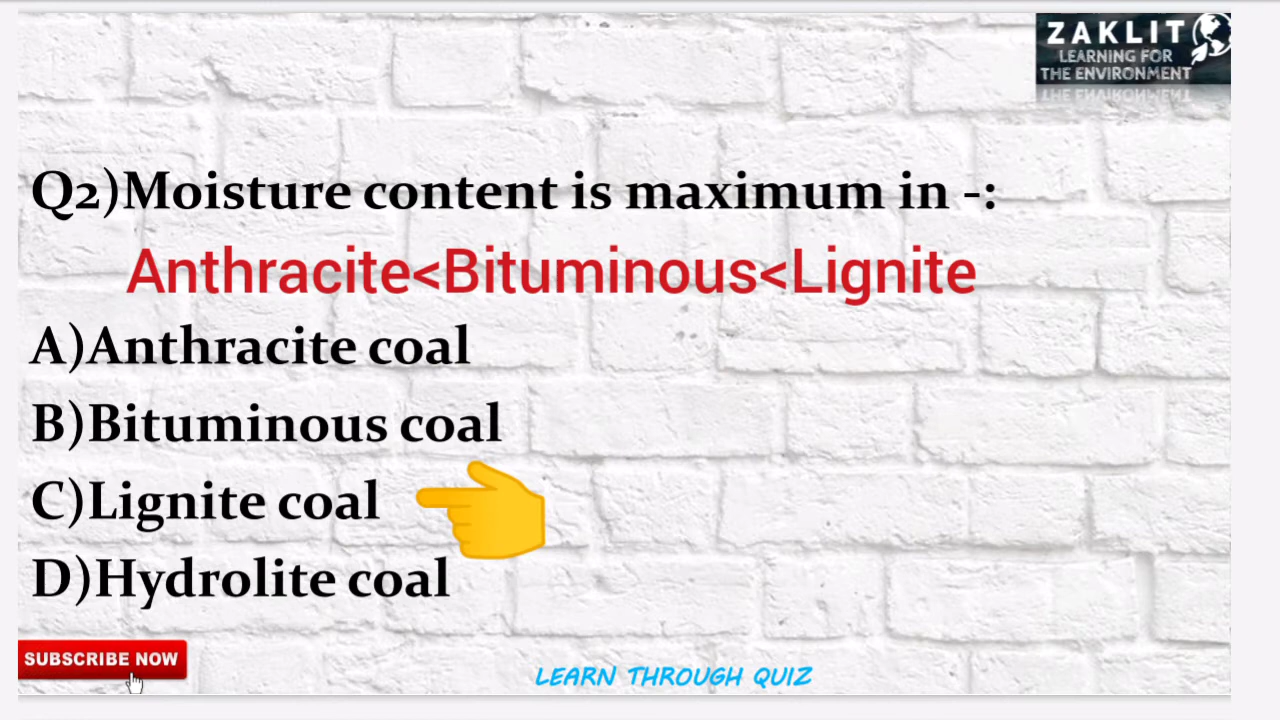 ZAKLIT
LEARNING FOR
THE ENVIRONMENT
Q2)Moisture content is maximum in -:
Anthracite<Bituminous<Lignite
A)Anthracite coal
B)Bituminous coal
C)Lignite coal
D)Hydrolite coal
SUBSCRIBE NOW
LEARN THROUGH QUIZ